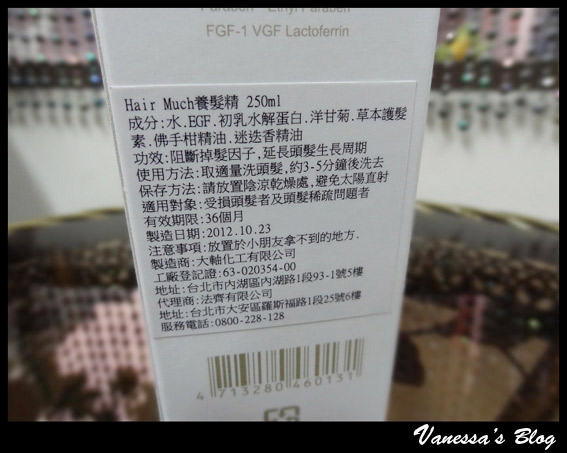 Paraben Ethyl Paraben
FGF-1 VGF Lactoferrin
Hair Much養髮精 250ml
成分:水.EGF.初乳水解蛋白.洋甘菊.草本護髮
素.佛手柑精油.迷迭香精油
功效:阻斷掉髮因子,延長頭髮生長周期
使用方法:取適量洗頭髮,約3-5分鐘後洗去
保存方法:請放置陰涼乾燥處,避免太陽直射
適用對象:受損頭髮者及頭髮稀疏問題者
有效期限:36個月
製造日期:2012.10.23
注意事項:放置於小朋友拿不到的地方.
製造商:大軸化工有限公司
工廠登記證:63-020354-00
地址:台北市內湖區內湖路1段93-1號5樓
代理商:法齊有限公司
地址:台北市大安區羅斯福路1段25號6樓
服務電話:0800-228-128
4 713280 460131
Vanessa's Blog